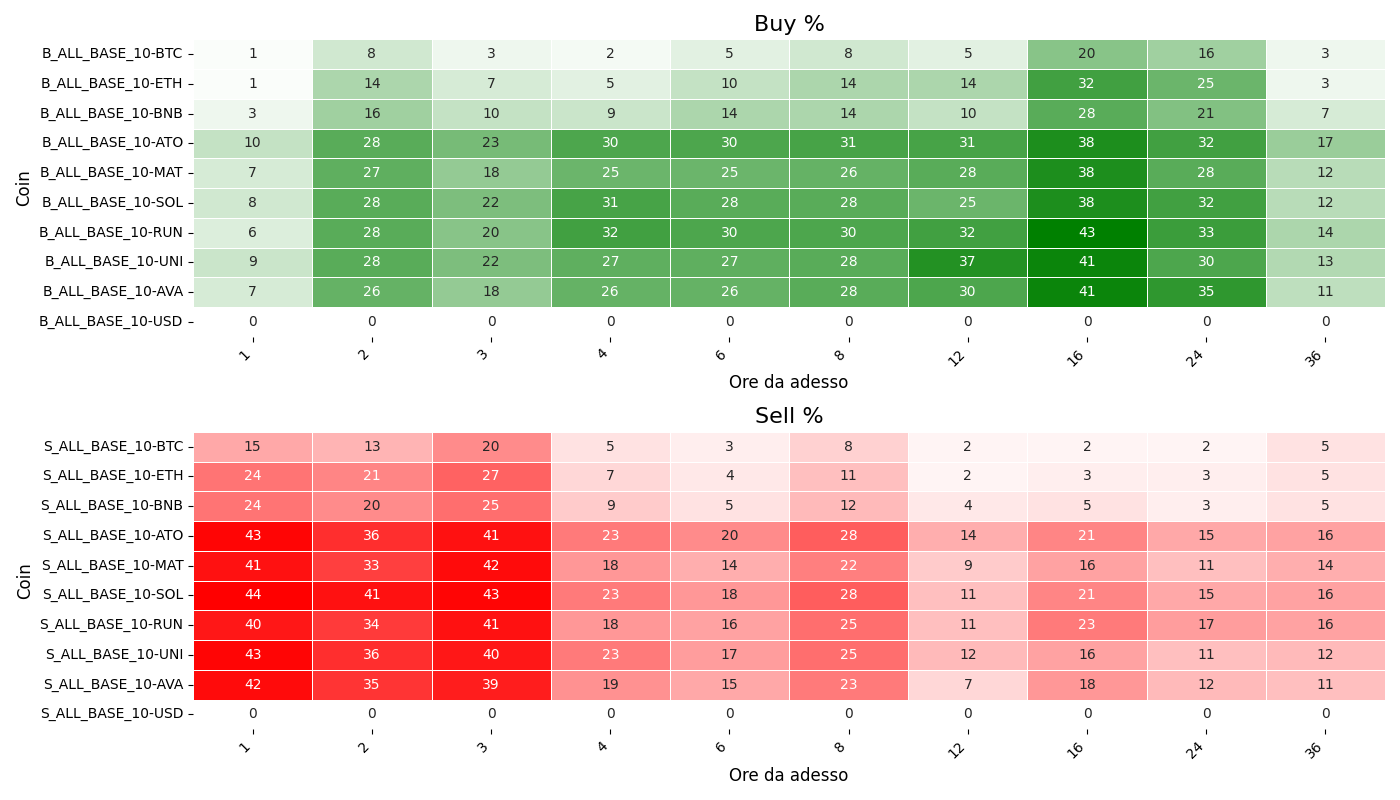 Buy %
Coin
B_ALL_BASE_10-BTC 1 8 3 2 5 8 5 20 16 3
B_ALL_BASE_10-ETH 1 14 7 5 10 14 14 32 25 3
B_ALL_BASE_10-BNB 3 16 10 9 14 14 10 28 21 7
B_ALL_BASE_10-ATO 10 28 23 30 30 31 31 38 32 17
B_ALL_BASE_10-MAT 7 27 18 25 25 26 28 38 28 12
B_ALL_BASE_10-SOL 8 28 22 31 28 28 25 38 32 12
B_ALL_BASE_10-RUN 6 28 20 32 30 30 32 43 33 14
B_ALL_BASE_10-UNI 9 28 22 27 27 28 37 41 30 13
B_ALL_BASE_10-AVA 7 26 18 26 26 28 30 41 35 11
B_ALL_BASE_10-USD 0 0 0 0 0 0 0 0 0 0
1 2 3 4 6 8 12 16 24 36
Ore da adesso
Sell %
Coin
S_ALL_BASE_10-BTC 15 13 20 5 3 8 2 2 2 5
S_ALL_BASE_10-ETH 24 21 27 7 4 11 2 3 3 5
S_ALL_BASE_10-BNB 24 20 25 9 5 12 4 5 3 5
S_ALL_BASE_10-ATO 43 36 41 23 20 28 14 21 15 16
S_ALL_BASE_10-MAT 41 33 42 18 14 22 9 16 11 14
S_ALL_BASE_10-SOL 44 41 43 23 18 28 11 21 15 16
S_ALL_BASE_10-RUN 40 34 41 18 16 25 11 23 17 16
S_ALL_BASE_10-UNI 43 36 40 23 17 25 12 16 11 12
S_ALL_BASE_10-AVA 42 35 39 19 15 23 7 18 12 11
S_ALL_BASE_10-USD 0 0 0 0 0 0 0 0 0 0
1 2 3 4 6 8 12 16 24 36
Ore da adesso